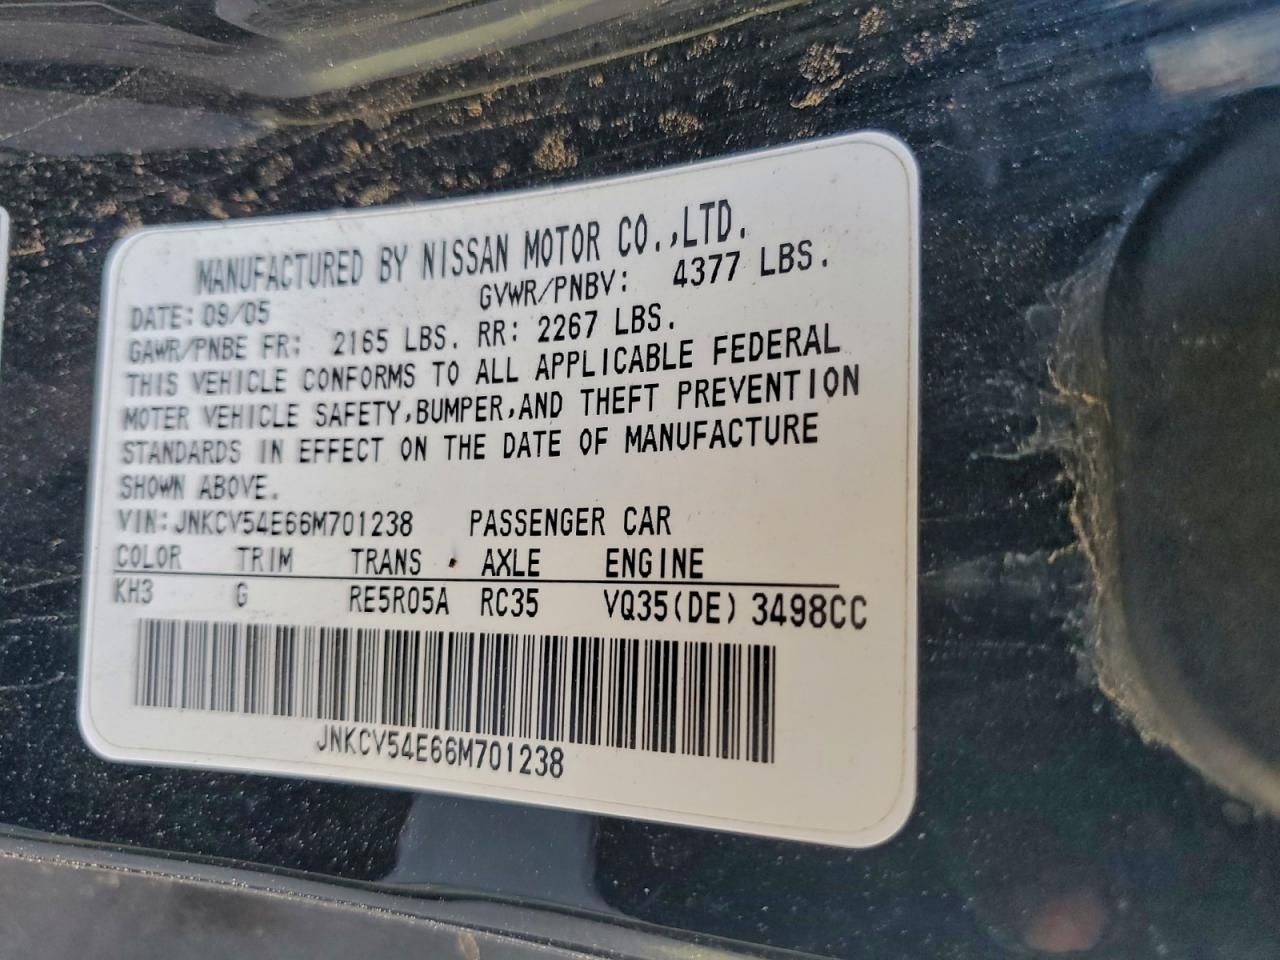 MANUFACTURED BY NISSAN MOTOR CO.,LTD.
DATE: 09/05 GVWR/PNBV: 4377 LBS.
GAWR/PNBE FR: 2165 LBS. RR: 2267 LBS.
THIS VEHICLE CONFORMS TO ALL APPLICABLE FEDERAL
MOTER VEHICLE SAFETY,BUMPER,AND THEFT PREVENTION
STANDARDS IN EFFECT ON THE DATE OF MANUFACTURE
SHOWN ABOVE.
VIN: JNKCV54E66M701238 PASSENGER CAR
COLOR TRIM TRANS AXLE ENGINE
KH3 G RE5R05A RC35 VQ35(DE) 3498CC
JNKCV54E66M701238